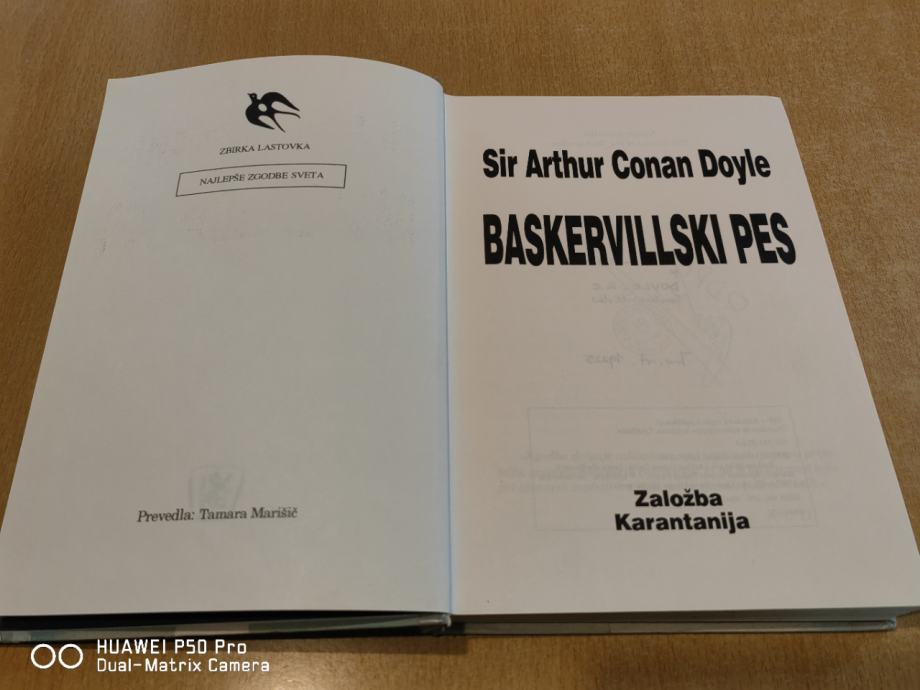 ZBIRKA LASTOVKA
NAJLEPŠE ZGODBE SVETA
Prevedla: Tamara Marišič
Sir Arthur Conan Doyle
BASKERVILLSKI PES
Založba
Karantanija
HUAWEI P50 Pro
Dual-Matrix Camera